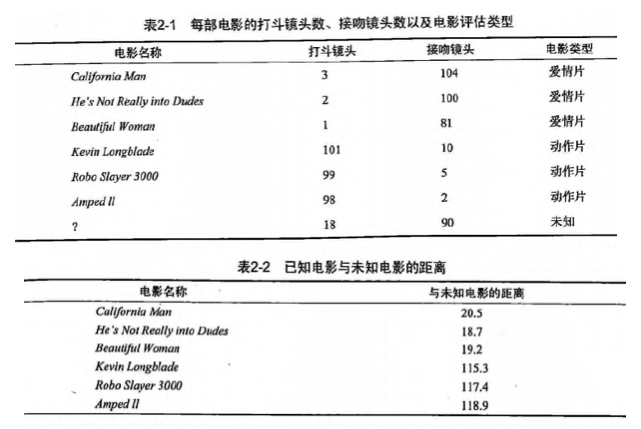 表2-1 每部电影的打斗镜头数、接吻镜头数以及电影评估类型
电影名称 打斗镜头 接吻镜头 电影类型
California Man 3 104 爱情片
He's Not Really into Dudes 2 100 爱情片
Beautiful Woman 1 81 爱情片
Kevin Longblade 101 10 动作片
Robo Slayer 3000 99 5 动作片
Amped II 98 2 动作片
? 18 90 未知
表2-2 已知电影与未知电影的距离
电影名称 与未知电影的距离
California Man 20.5
He's Not Really into Dudes 18.7
Beautiful Woman 19.2
Kevin Longblade 115.3
Robo Slayer 3000 117.4
Amped II 118.9